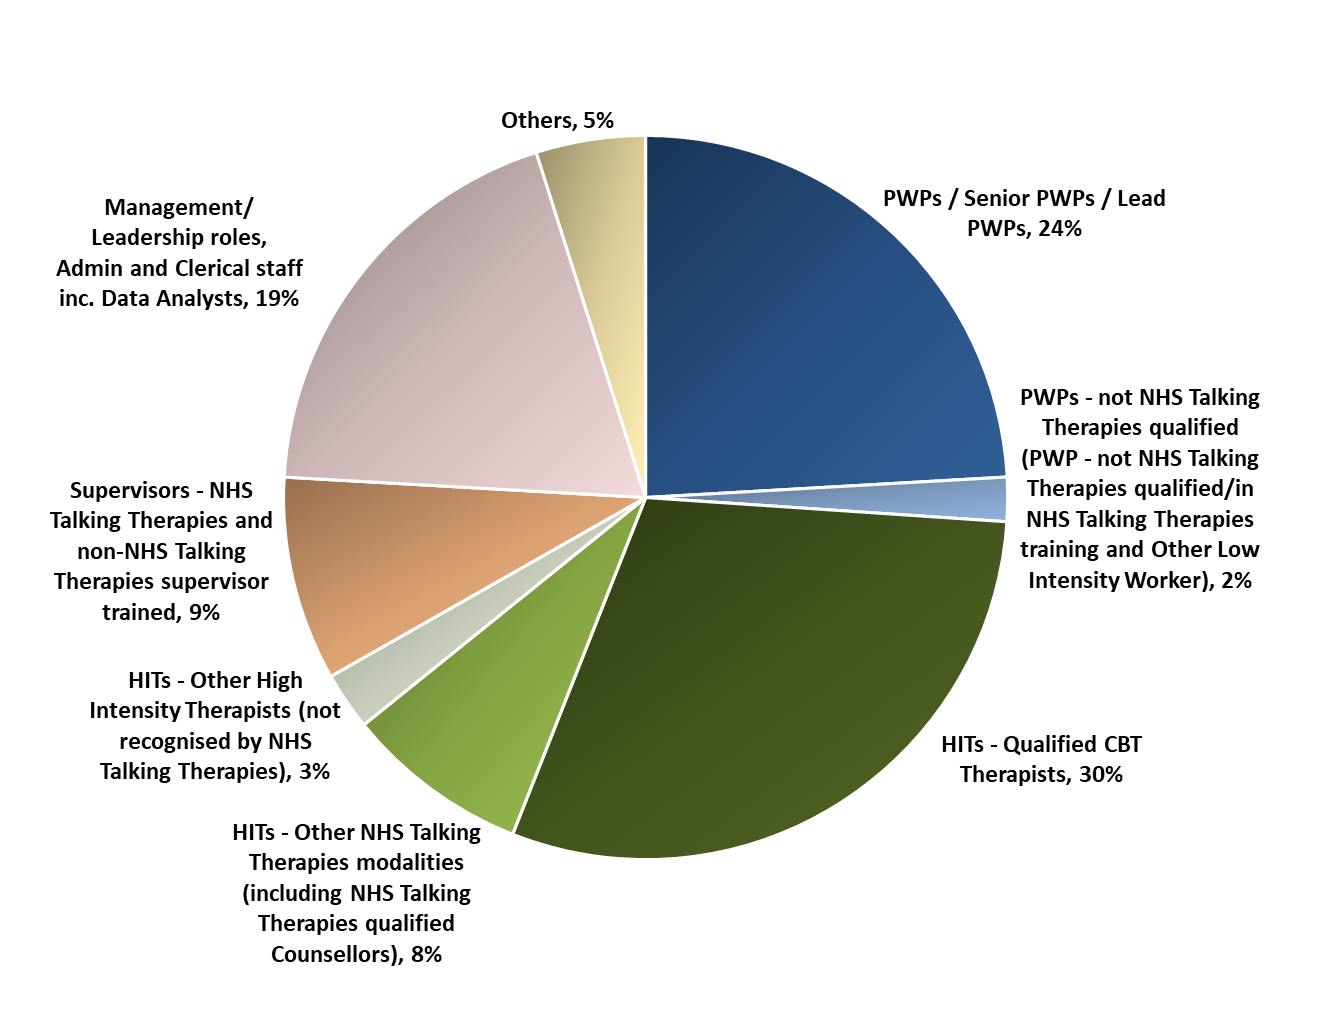 Others, 5%
PWPs / Senior PWPs / Lead
PWPs, 24%
PWPs - not NHS Talking
Therapies qualified
(PWP - not NHS Talking
Therapies qualified/in
NHS Talking Therapies
training and Other Low
Intensity Worker), 2%
HITs - Qualified CBT
Therapists, 30%
HITs - Other NHS Talking
Therapies modalities
(including NHS Talking
Therapies qualified
Counsellors), 8%
HITs - Other High
Intensity Therapists (not
recognised by NHS
Talking Therapies), 3%
Supervisors - NHS
Talking Therapies and
non-NHS Talking
Therapies supervisor
trained, 9%
Management/
Leadership roles,
Admin and Clerical staff
inc. Data Analysts, 19%